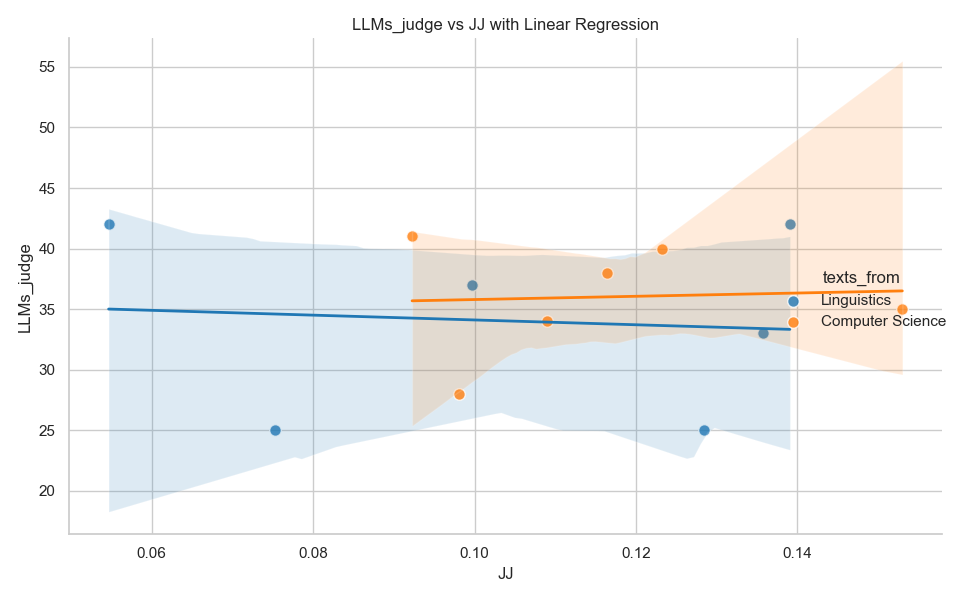 LLMs_judge vs JJ with Linear Regression
55
50
45
40
35
30
25
20
LLMs_judge
texts_from
Linguistics
Computer Science
0.06
0.08
0.10
0.12
0.14
JJ